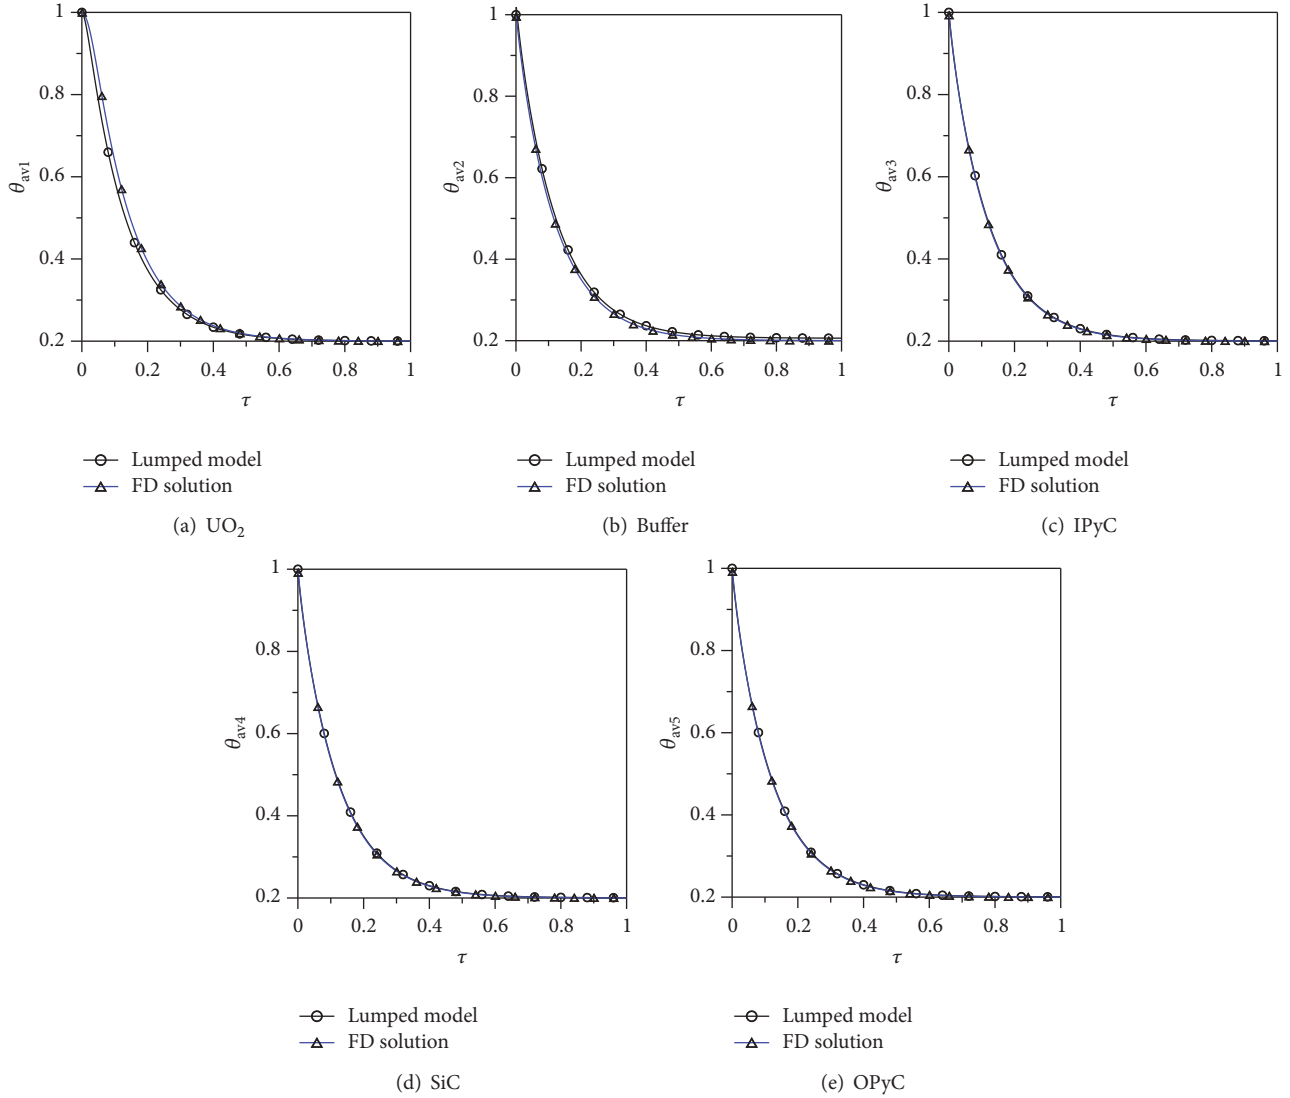 1
0.8
0.6
0.4
0.2
θav1
0 0.2 0.4 0.6 0.8 1
τ
Lumped model
FD solution
(a) UO2
1
0.8
0.6
0.4
0.2
θav2
0 0.2 0.4 0.6 0.8 1
τ
Lumped model
FD solution
(b) Buffer
1
0.8
0.6
0.4
0.2
θav3
0 0.2 0.4 0.6 0.8 1
τ
Lumped model
FD solution
(c) IPyC
1
0.8
0.6
0.4
0.2
θav4
0 0.2 0.4 0.6 0.8 1
τ
Lumped model
FD solution
(d) SiC
1
0.8
0.6
0.4
0.2
θav5
0 0.2 0.4 0.6 0.8 1
τ
Lumped model
FD solution
(e) OPyC